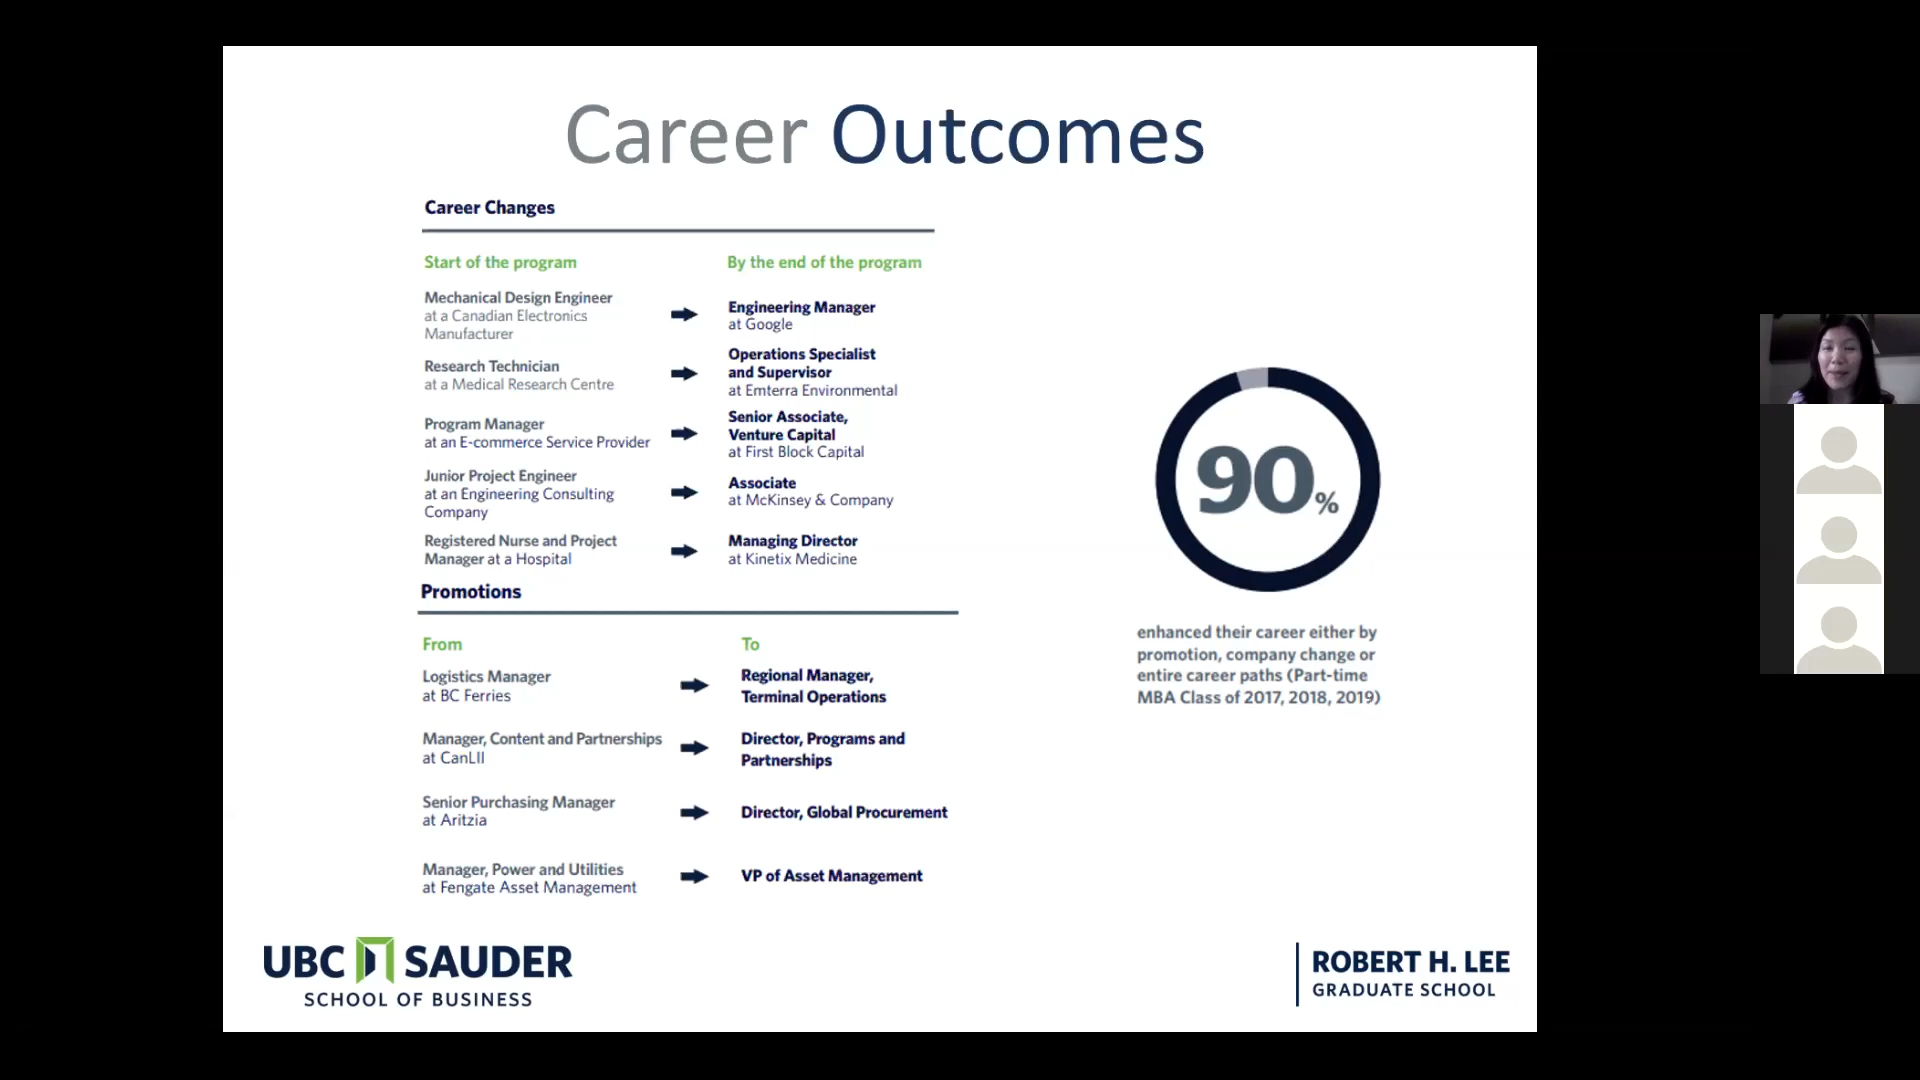 Career Outcomes
Career Changes
Start of the program
By the end of the program
Mechanical Design Engineer
at a Canadian Electronics
Manufacturer
Engineering Manager
at Google
Research Technician
at a Medical Research Centre
Operations Specialist
and Supervisor
at Emterra Environmental
Program Manager
at an E-commerce Service Provider
Senior Associate,
Venture Capital
at First Block Capital
Junior Project Engineer
at an Engineering Consulting
Company
Associate
at McKinsey & Company
Registered Nurse and Project
Manager at a Hospital
Managing Director
at Kinetix Medicine
Promotions
From
To
Logistics Manager
at BC Ferries
Regional Manager,
Terminal Operations
Manager, Content and Partnerships
at CanLII
Director, Programs and
Partnerships
Senior Purchasing Manager
at Aritzia
Director, Global Procurement
Manager, Power and Utilities
at Fengate Asset Management
VP of Asset Management
90%
enhanced their career either by
promotion, company change or
entire career paths (Part-time
MBA Class of 2017, 2018, 2019)
UBC SAUDER
SCHOOL OF BUSINESS
ROBERT H. LEE
GRADUATE SCHOOL